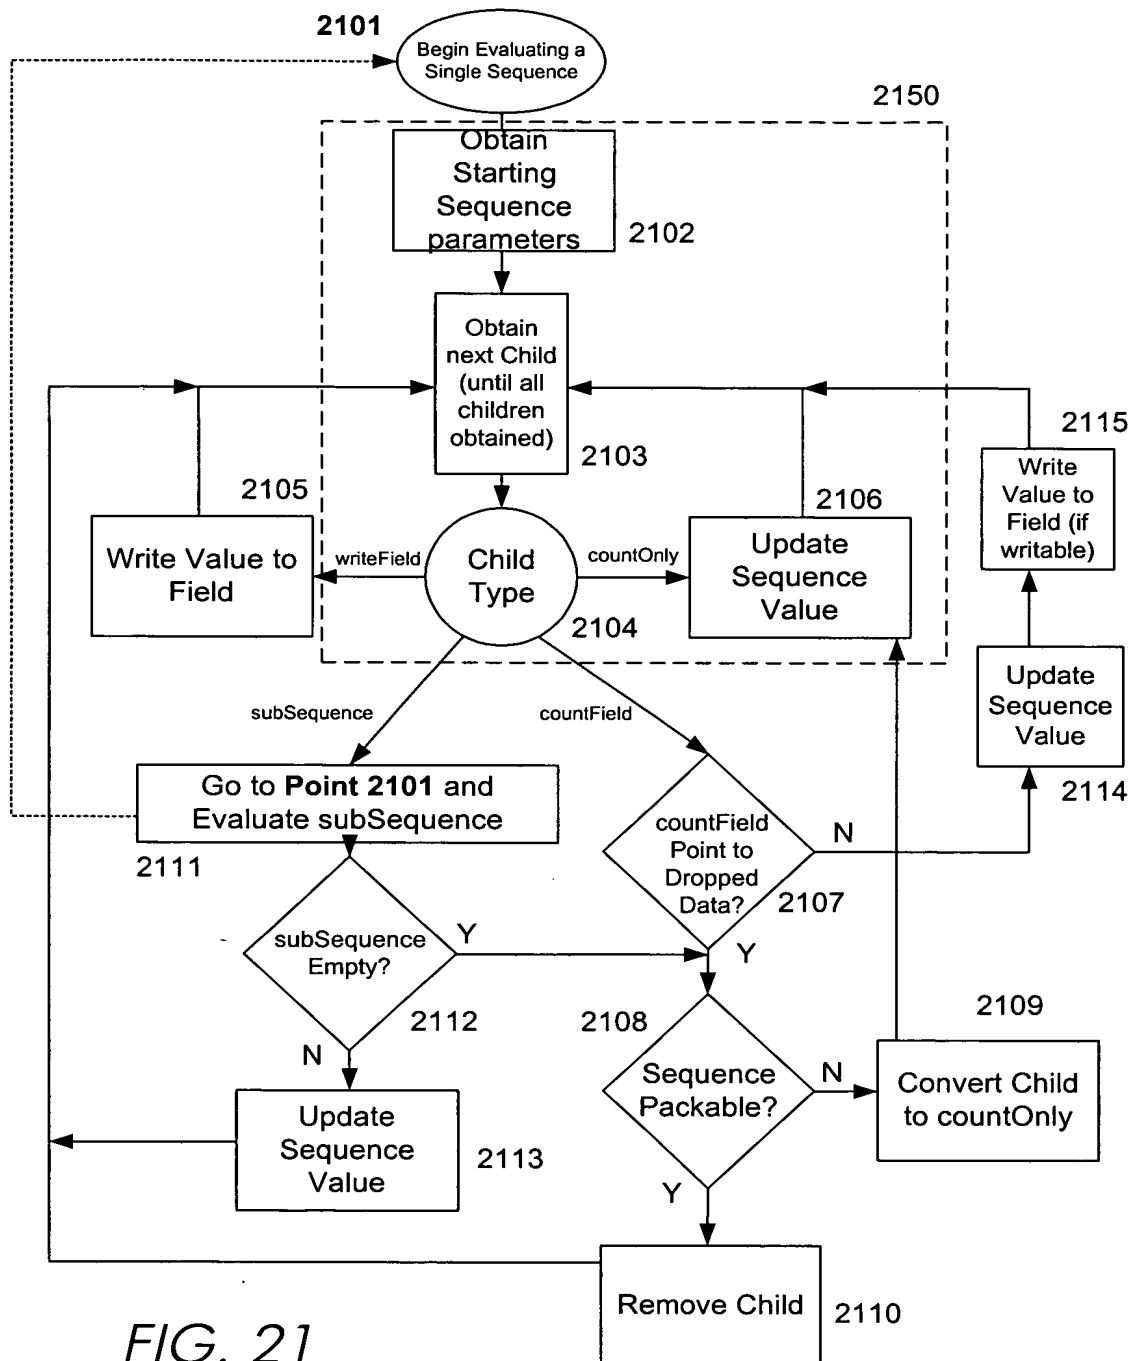 2101
Begin Evaluating a
Single Sequence
2150
Obtain
Starting
Sequence
parameters
2102
Obtain
next Child
(until all
children
obtained)
2103
2115
Write
Value to
Field (if
writable)
2105
2106
Write Value to
Field
writeField
Child
Type
countOnly
Update
Sequence
Value
2104
Update
Sequence
Value
2114
subSequence
countField
Go to Point 2101 and
Evaluate subSequence
2111
countField
Point to
Dropped
Data?
N
2107
Y
subSequence
Empty?
Y
2112
N
2108
2109
Sequence
Packable?
N
Convert Child
to countOnly
Update
Sequence
Value
2113
Y
Remove Child
2110
FIG. 21